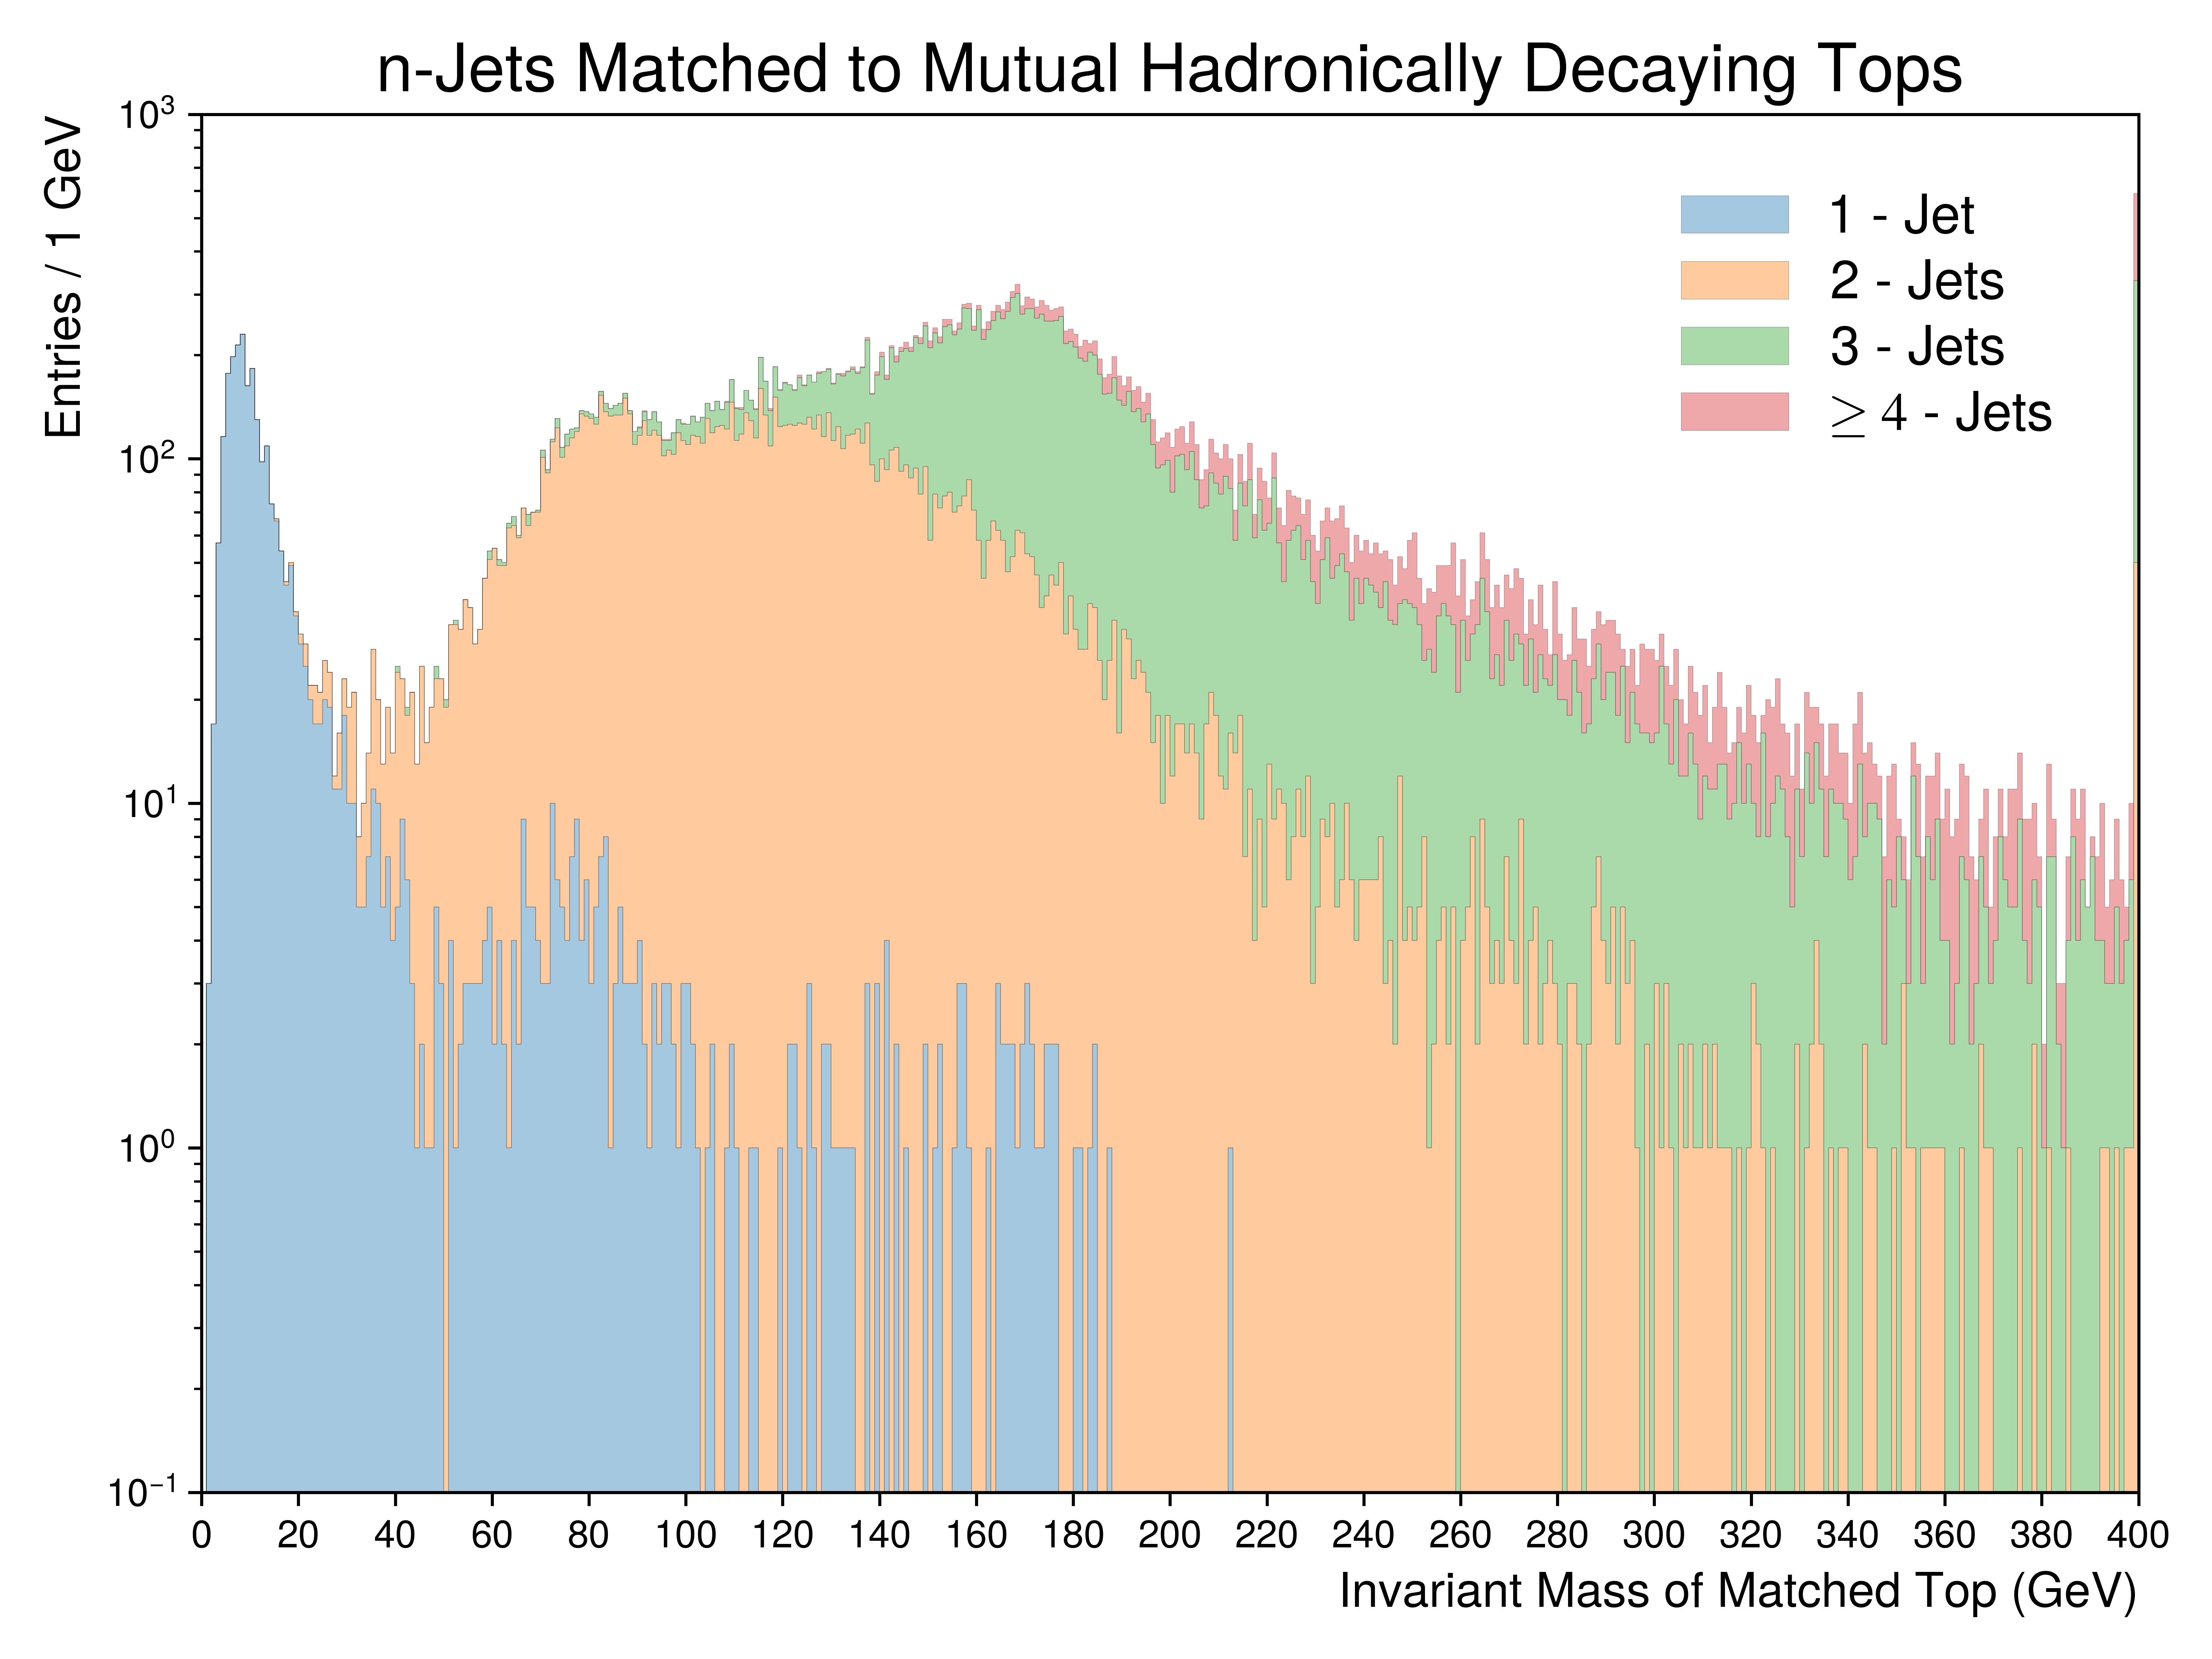 n-Jets Matched to Mutual Hadronically Decaying Tops
Entries / 1 GeV
10³
10²
10¹
10⁰
10⁻¹
1 - Jet
2 - Jets
3 - Jets
≥ 4 - Jets
0 20 40 60 80 100 120 140 160 180 200 220 240 260 280 300 320 340 360 380 400
Invariant Mass of Matched Top (GeV)